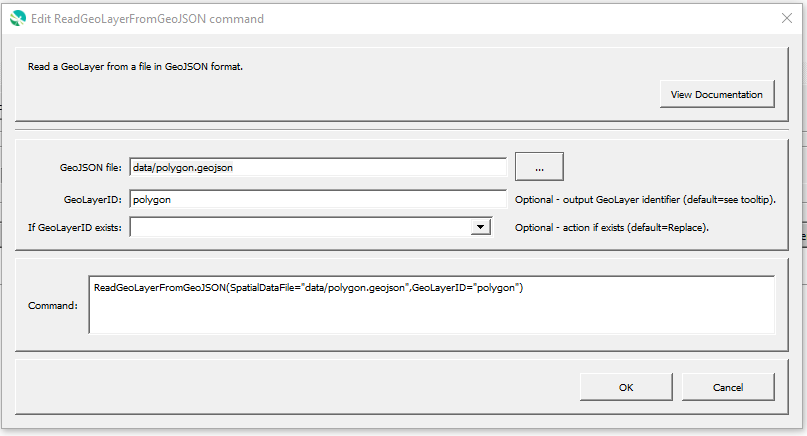 Edit ReadGeoLayerFromGeoJSON command
Read a GeoLayer from a file in GeoJSON format.
View Documentation
GeoJSON file: data/polygon.geojson ...
GeoLayerID: polygon Optional - output GeoLayer identifier (default=see tooltip).
If GeoLayerID exists: Optional - action if exists (default=Replace).
Command: ReadGeoLayerFromGeoJSON(SpatialDataFile="data/polygon.geojson",GeoLayerID="polygon")
OK Cancel